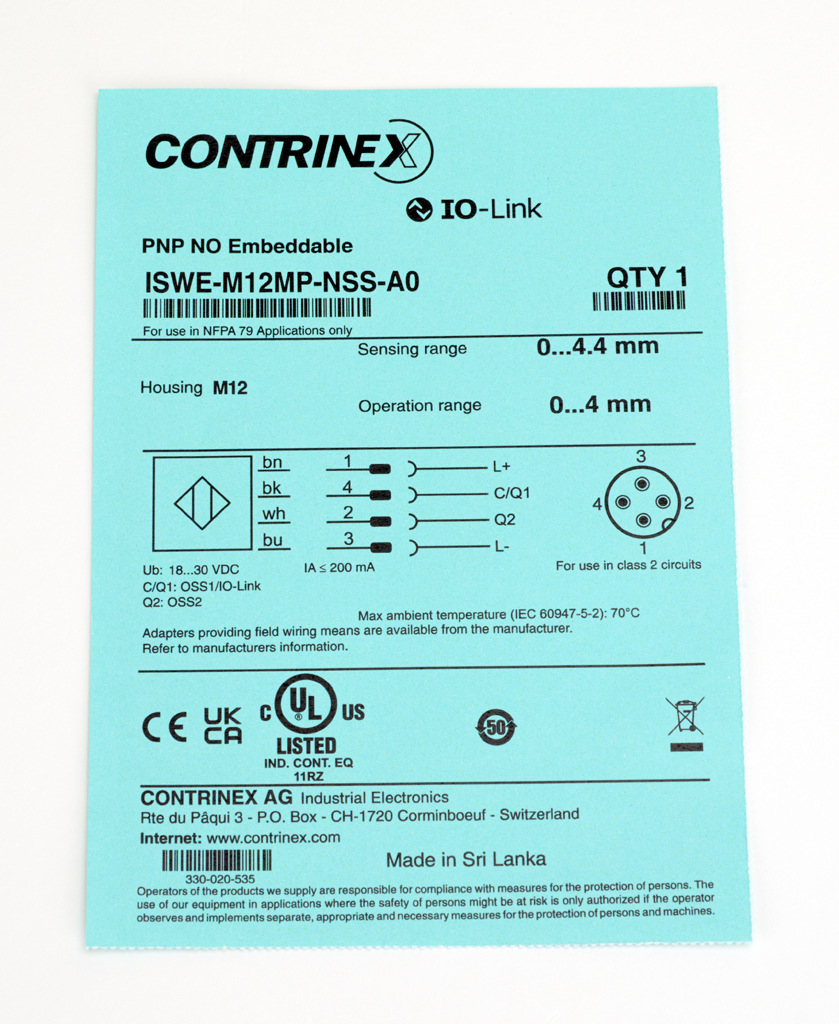 CONTRINEX
IO-Link
PNP NO Embeddable
ISWE-M12MP-NSS-A0 QTY 1
For use in NFPA 79 Applications only
Sensing range 0...4.4 mm
Housing M12
Operation range 0...4 mm
bn 1 L+
bk 4 C/Q1
wh 2 Q2
bu 3 L-
3
4 2
1
Ub: 18...30 VDC IA ≤ 200 mA For use in class 2 circuits
C/Q1: OSS1/IO-Link
Q2: OSS2
Max ambient temperature (IEC 60947-5-2): 70°C
Adapters providing field wiring means are available from the manufacturer.
Refer to manufacturers information.
CE UK CA C UL ® US 50
LISTED
IND. CONT. EQ
11RZ
CONTRINEX AG Industrial Electronics
Rte du Pâqui 3 - P.O. Box - CH-1720 Corminboeuf - Switzerland
Internet: www.contrinex.com
Made in Sri Lanka
330-020-535
Operators of the products we supply are responsible for compliance with measures for the protection of persons. The
use of our equipment in applications where the safety of persons might be at risk is only authorized if the operator
observes and implements separate, appropriate and necessary measures for the protection of persons and machines.